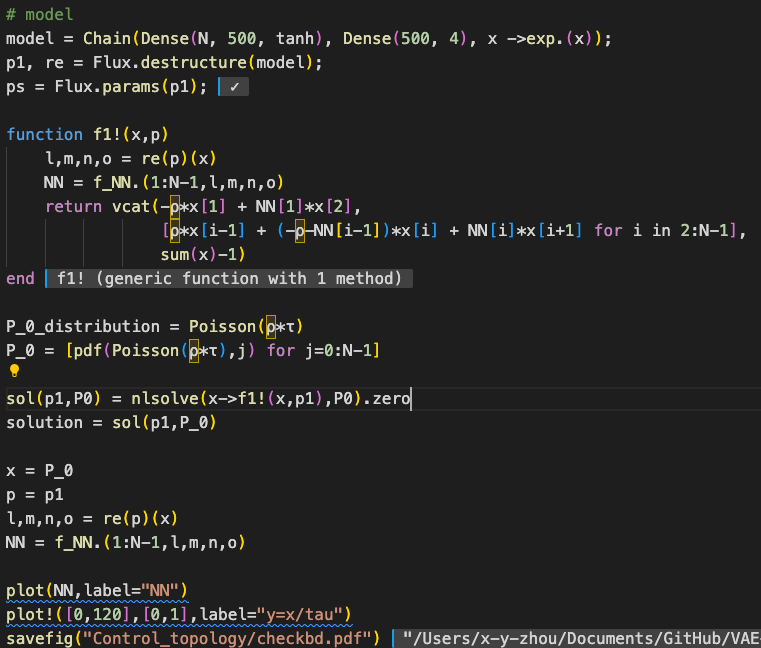 # model
model = Chain(Dense(N, 500, tanh), Dense(500, 4), x ->exp.(x));
p1, re = Flux.destructure(model);
ps = Flux.params(p1); ✓
function f1!(x,p)
l,m,n,o = re(p)(x)
NN = f_NN.(1:N-1,l,m,n,o)
return vcat(-ρ*x[1] + NN[1]*x[2],
[ρ*x[i-1] + (-ρ-NN[i-1])*x[i] + NN[i]*x[i+1] for i in 2:N-1],
sum(x)-1)
end f1! (generic function with 1 method)
P_0_distribution = Poisson(ρ*τ)
P_0 = [pdf(Poisson(ρ*τ),j) for j=0:N-1]
sol(p1,P0) = nlsolve(x->f1!(x,p1),P0).zero
solution = sol(p1,P_0)
x = P_0
p = p1
l,m,n,o = re(p)(x)
NN = f_NN.(1:N-1,l,m,n,o)
plot(NN,label="NN")
plot!([0,120],[0,1],label="y=x/tau")
savefig("Control_topology/checkbd.pdf") "/Users/x-y-zhou/Documents/GitHub/VAE